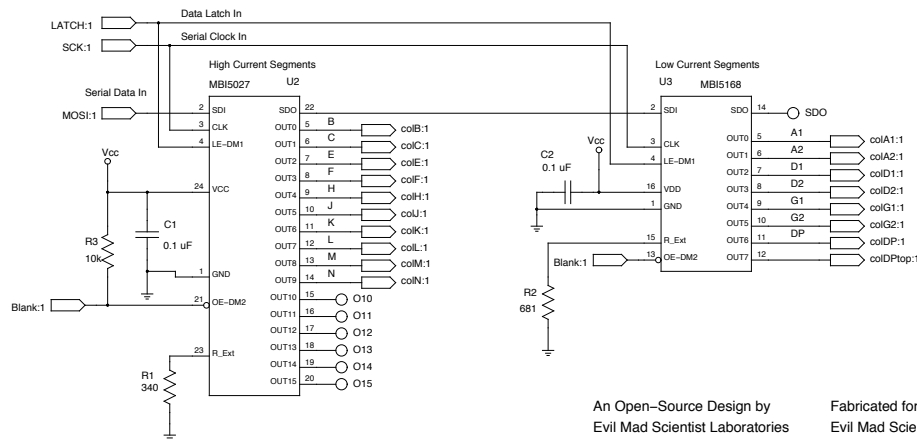 Data Latch In
LATCH:1
Serial Clock In
SCK:1
High Current Segments
MBI5027 U2
Serial Data In
MOSI:1
2 SDI
3 CLK
4 LE-DM1
Vcc
24 VCC
C1
0.1 uF
R3
10k
1 GND
Blank:1
21 OE-DM2
23 R_Ext
R1
340
SDO 22
OUT0 5 B colB:1
OUT1 6 C colC:1
OUT2 7 E colE:1
OUT3 8 F colF:1
OUT4 9 H colH:1
OUT5 10 J colJ:1
OUT6 11 K colK:1
OUT7 12 L colL:1
OUT8 13 M colM:1
OUT9 14 N colN:1
OUT10 15 O10
OUT11 16 O11
OUT12 17 O12
OUT13 18 O13
OUT14 19 O14
OUT15 20 O15
Low Current Segments
U3 MBI5168
2 SDI
3 CLK
4 LE-DM1
Vcc
C2
0.1 uF
16 VDD
1 GND
15 R_Ext
Blank:1
13 OE-DM2
R2
681
SDO 14 SDO
OUT0 5 A1 colA1:1
OUT1 6 A2 colA2:1
OUT2 7 D1 colD1:1
OUT3 8 D2 colD2:1
OUT4 9 G1 colG1:1
OUT5 10 G2 colG2:1
OUT6 11 DP colDP:1
OUT7 12 colDPtop:1
An Open-Source Design by
Evil Mad Scientist Laboratories
Fabricated for
Evil Mad Scie